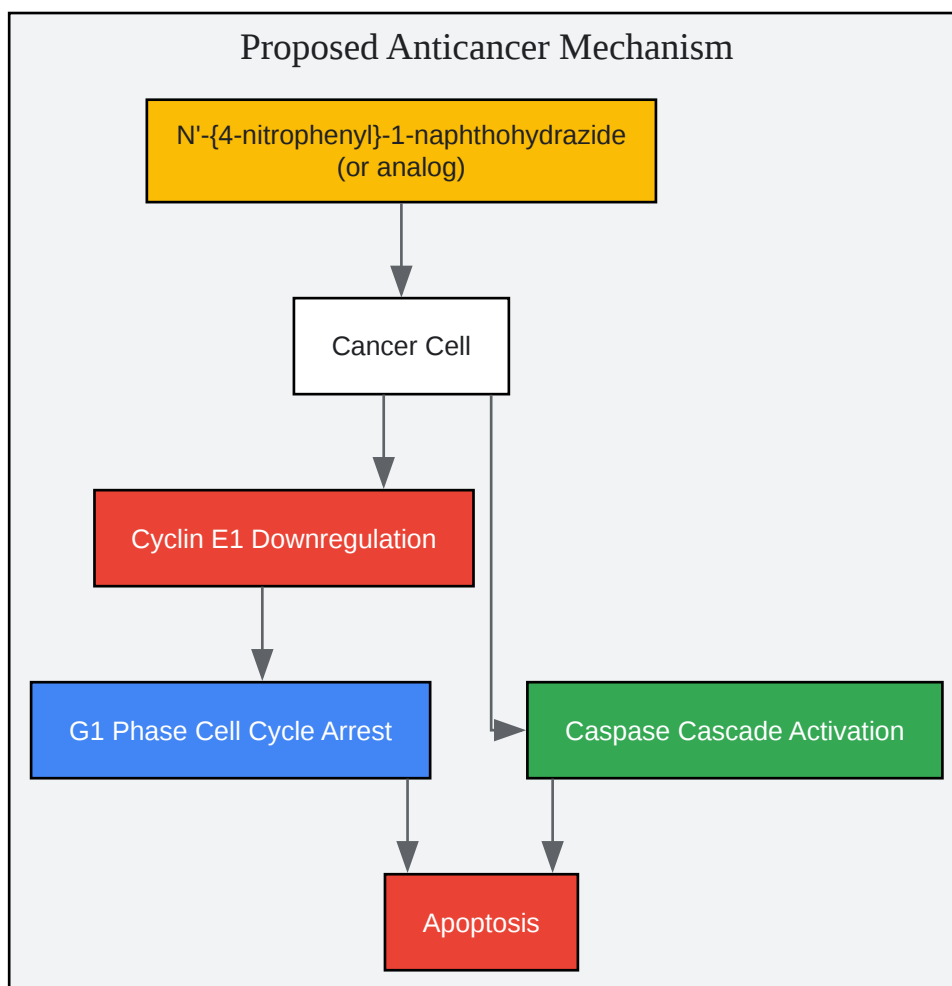 Proposed Anticancer Mechanism
N'-{4-nitrophenyl}-1-naphthohydrazide
(or analog)
Cancer Cell
Cyclin E1 Downregulation
G1 Phase Cell Cycle Arrest
Caspase Cascade Activation
Apoptosis